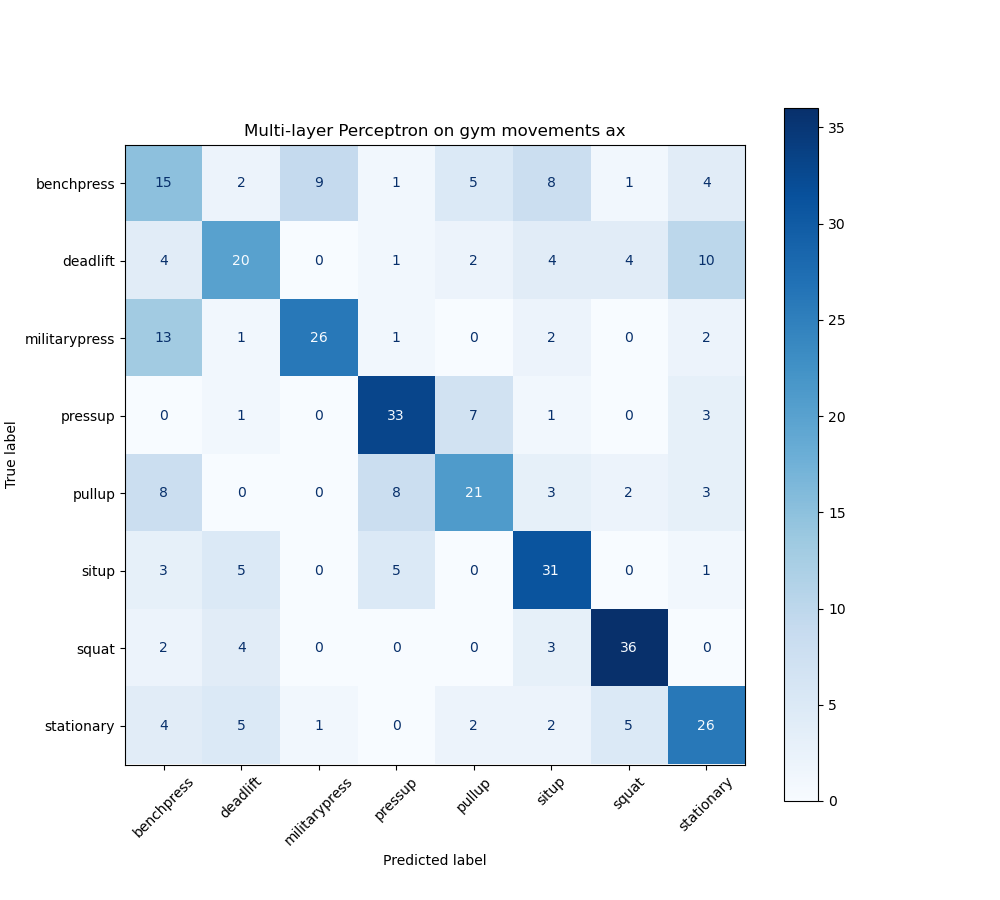 Multi-layer Perceptron on gym movements ax
True label
benchpress 15 2 9 1 5 8 1 4
deadlift 4 20 0 1 2 4 4 10
militarypress 13 1 26 1 0 2 0 2
pressup 0 1 0 33 7 1 0 3
pullup 8 0 0 8 21 3 2 3
situp 3 5 0 5 0 31 0 1
squat 2 4 0 0 0 3 36 0
stationary 4 5 1 0 2 2 5 26
benchpress deadlift militarypress pressup pullup situp squat stationary
Predicted label
35
30
25
20
15
10
5
0